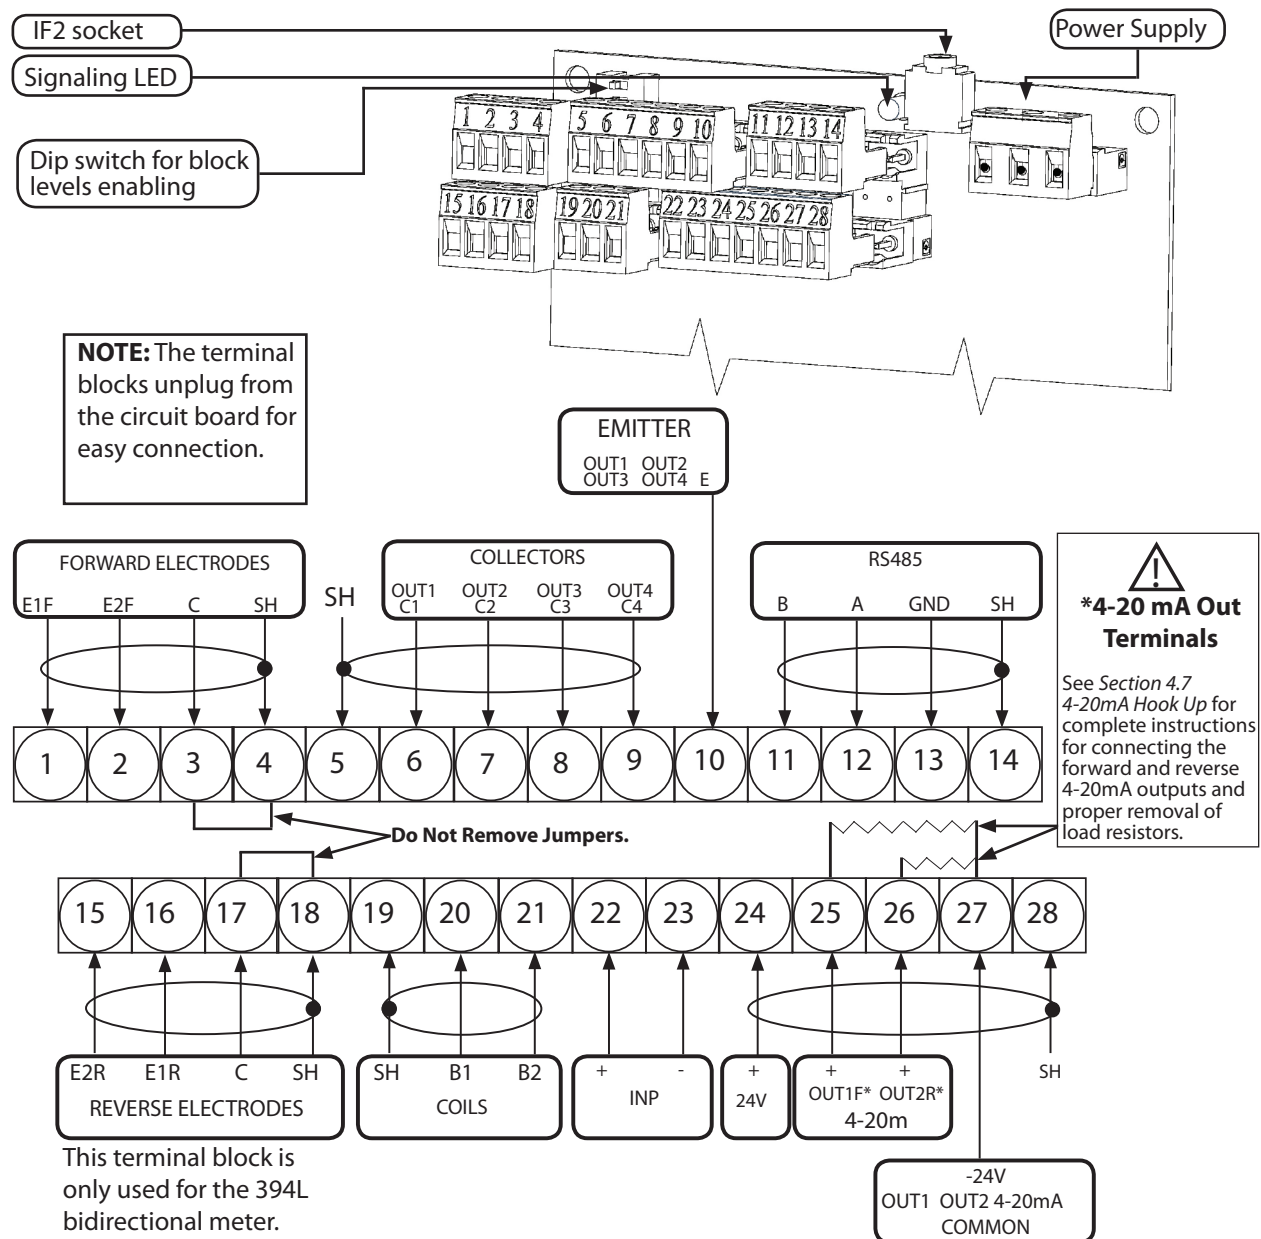 IF2 socket
Power Supply
Signaling LED
Dip switch for block
levels enabling
1 2 3 4 5 6 7 8 9 10 11 12 13 14
15 16 17 18 19 20 21 22 23 24 25 26 27 28
NOTE: The terminal
blocks unplug from
the circuit board for
easy connection.
EMITTER
OUT1 OUT2
OUT3 OUT4 E
FORWARD ELECTRODES
E1F E2F C SH
SH
COLLECTORS
OUT1 OUT2 OUT3 OUT4
C1 C2 C3 C4
RS485
B A GND SH
*4-20 mA Out
Terminals
See Section 4.7
4-20mA Hook Up for
complete instructions
for connecting the
forward and reverse
4-20mA outputs and
proper removal of
load resistors.
1 2 3 4 5 6 7 8 9 10 11 12 13 14
Do Not Remove Jumpers.
15 16 17 18 19 20 21 22 23 24 25 26 27 28
E2R E1R C SH
REVERSE ELECTRODES
SH B1 B2
COILS
+ -
INP
+
24V
+ +
OUT1F* OUT2R*
4-20m
SH
This terminal block is
only used for the 394L
bidirectional meter.
-24V
OUT1 OUT2 4-20mA
COMMON